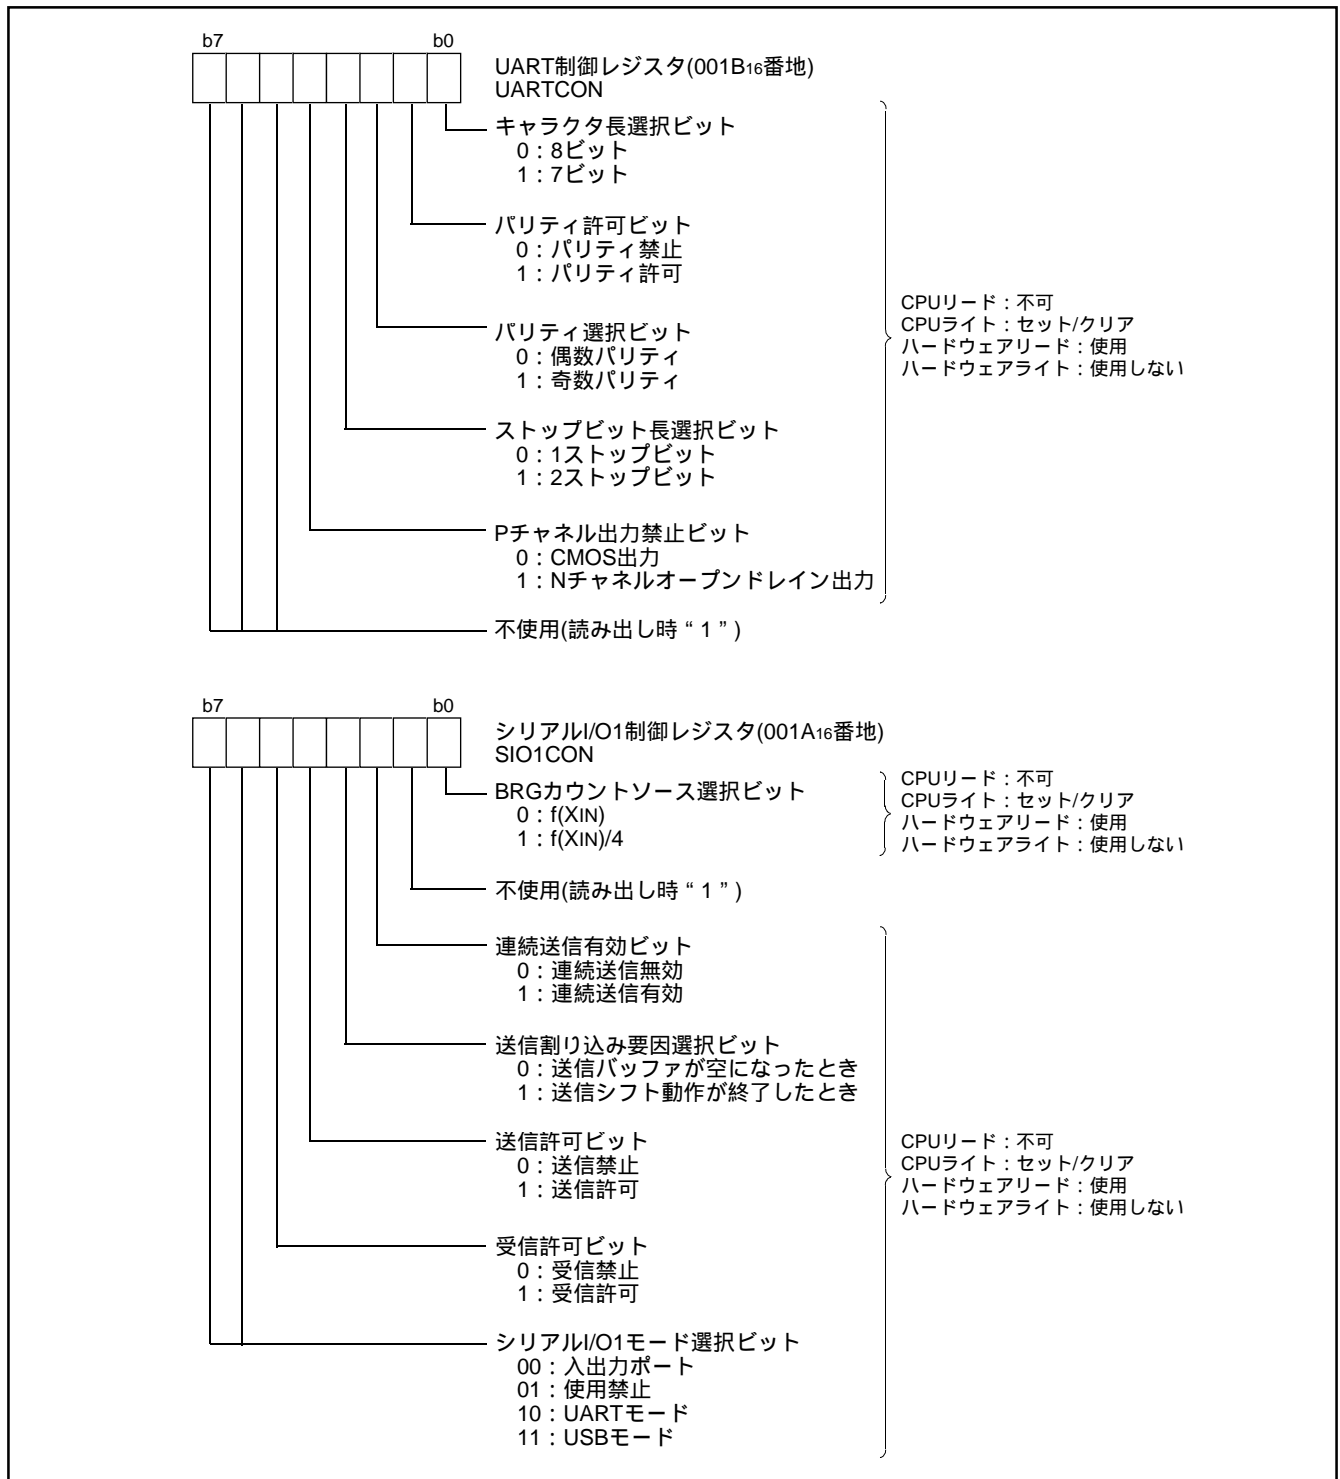 b7 b0
UART制御レジスタ(001B16番地)
UARTCON
キャラクタ長選択ビット
0：8ビット
1：7ビット
パリティ許可ビット
0：パリティ禁止
1：パリティ許可
パリティ選択ビット
0：偶数パリティ
1：奇数パリティ
ストップビット長選択ビット
0：1ストップビット
1：2ストップビット
Pチャネル出力禁止ビット
0：CMOS出力
1：Nチャネルオープンドレイン出力
CPUリード：不可
CPUライト：セット/クリア
ハードウェアリード：使用
ハードウェアライト：使用しない
不使用(読み出し時“1”)
b7 b0
シリアルI/O1制御レジスタ(001A16番地)
SIO1CON
BRGカウントソース選択ビット
0：f(XIN)
1：f(XIN)/4
CPUリード：不可
CPUライト：セット/クリア
ハードウェアリード：使用
ハードウェアライト：使用しない
不使用(読み出し時“1”)
連続送信有効ビット
0：連続送信無効
1：連続送信有効
送信割り込み要因選択ビット
0：送信バッファが空になったとき
1：送信シフト動作が終了したとき
送信許可ビット
0：送信禁止
1：送信許可
受信許可ビット
0：受信禁止
1：受信許可
シリアルI/O1モード選択ビット
00：入出力ポート
01：使用禁止
10：UARTモード
11：USBモード
CPUリード：不可
CPUライト：セット/クリア
ハードウェアリード：使用
ハードウェアライト：使用しない